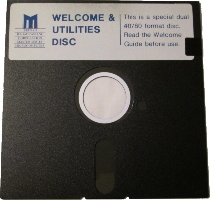 WELCOME &
UTILITIES
DISC
This is a special dual
40/80 format disc.
Read the Welcome
Guide before use.